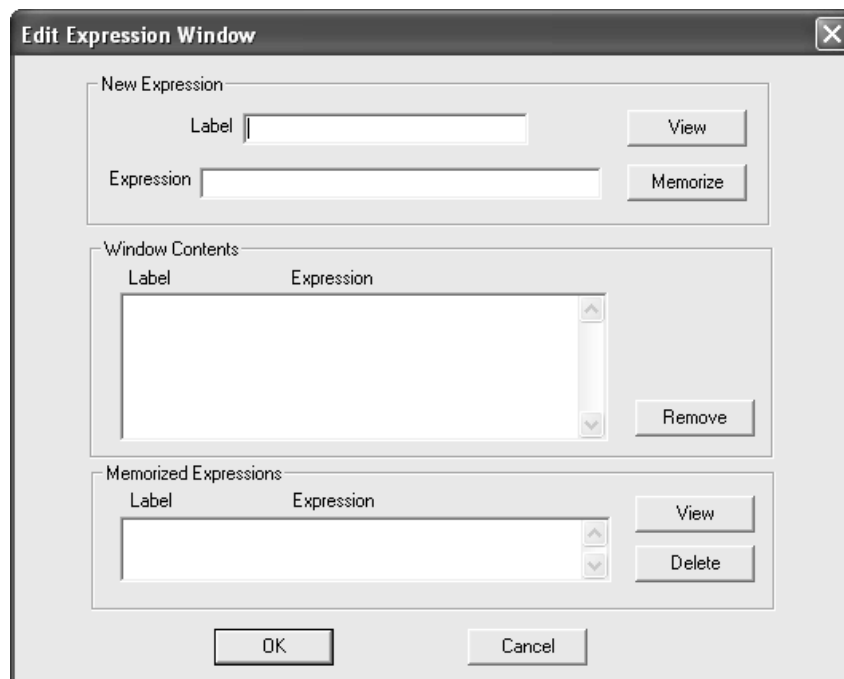 Edit Expression Window
New Expression
Label
View
Expression
Memorize
Window Contents
Label Expression
Remove
Memorized Expressions
Label Expression
View
Delete
OK Cancel